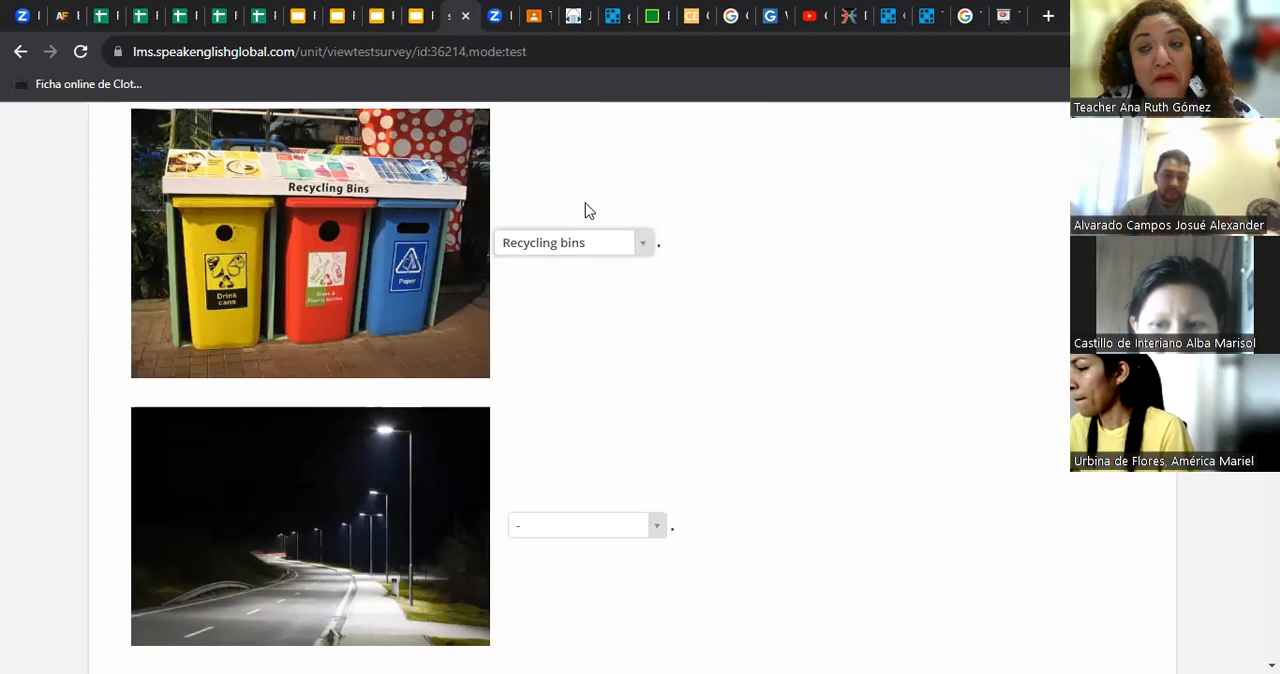 lms.speakenglishglobal.com/unit/viewtestsurvey/id:36214,mode:test
Ficha online de Clot...
Recycling Bins
Drink
cans
Paper
Recycling bins
.
-
.
Teacher Ana Ruth Gómez
Alvarado Campos Josué Alexander
Castillo de Interiano Alba Marisol
Urbina de Flores, América Mariel